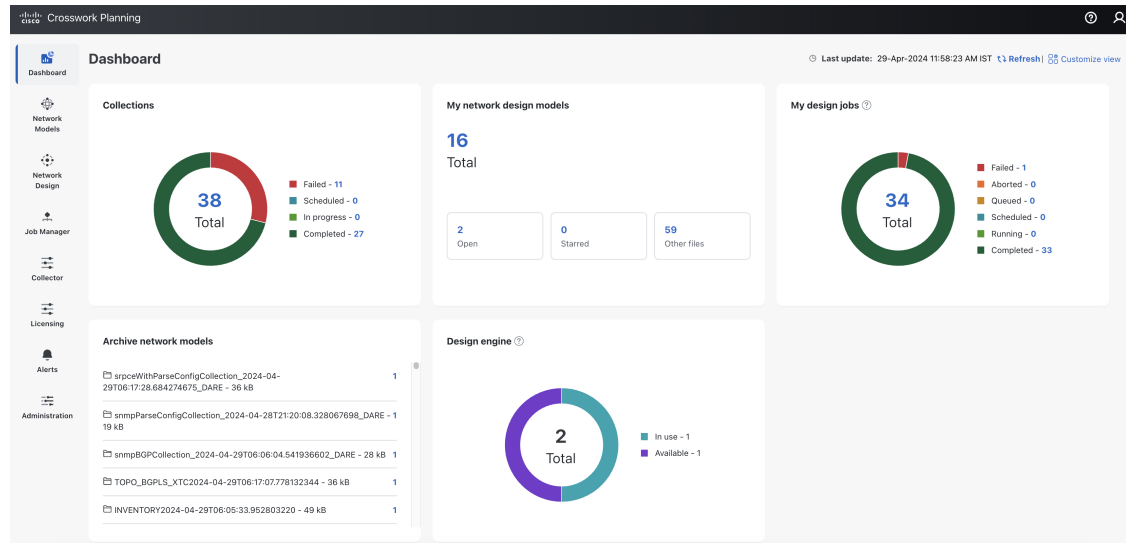 cisco Crosswork Planning
Dashboard
Last update: 29-Apr-2024 11:58:23 AM IST Refresh | Customize view
Dashboard
Network
Models
Network
Design
Job Manager
Collector
Licensing
Alerts
Administration
Collections
38
Total
Failed - 11
Scheduled - 0
In progress - 0
Completed - 27
My network design models
16
Total
2
Open
0
Starred
59
Other files
My design jobs ?
34
Total
Failed - 1
Aborted - 0
Queued - 0
Scheduled - 0
Running - 0
Completed - 33
Archive network models
srpceWithParseConfigCollection_2024-04- 1
29T06:17:28.684274675_DARE - 36 kB
snmpParseConfigCollection_2024-04-28T21:20:08.328067698_DARE - 1
19 kB
snmpBGPCollection_2024-04-29T06:06:04.541936602_DARE - 28 kB 1
TOPO_BGPLS_XTC2024-04-29T06:17:07.778132344 - 36 kB 1
INVENTORY2024-04-29T06:05:33.952803220 - 49 kB 1
Design engine ?
2
Total
In use - 1
Available - 1